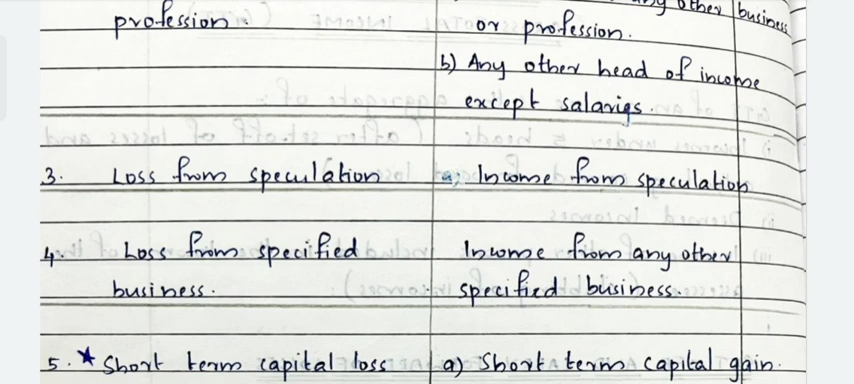 any other business
profession.
or profession.
b) Any other head of income
except salaries.
3. Loss from speculation
a) Income from speculation
4. Loss from specified
Income from any other
business.
specified business.
5. ★ Short term capital loss
a) Short term capital gain.